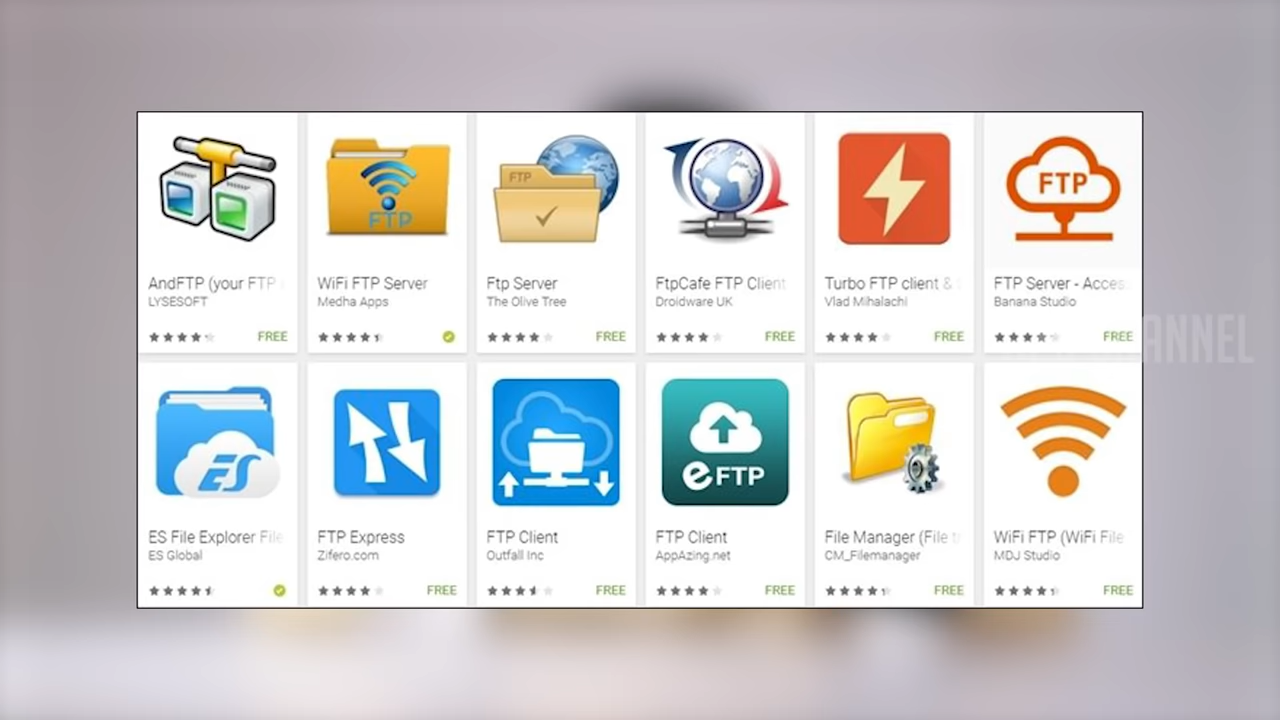 FTP
FTP
FTP
AndFTP (your FTP
LYSESOFT
FREE
WiFi FTP Server
Medha Apps
Ftp Server
The Olive Tree
FREE
FtpCafe FTP Client
Droidware UK
FREE
Turbo FTP client &
Vlad Mihalachi
FREE
FTP Server - Acces
Banana Studio
FREE
ANNEL
ES
eFTP
ES File Explorer File
ES Global
FTP Express
Zifero.com
FREE
FTP Client
Outfall Inc
FREE
FTP Client
AppAzing.net
FREE
File Manager (File
CM_Filemanager
FREE
WiFi FTP (WiFi File
MDJ Studio
FREE